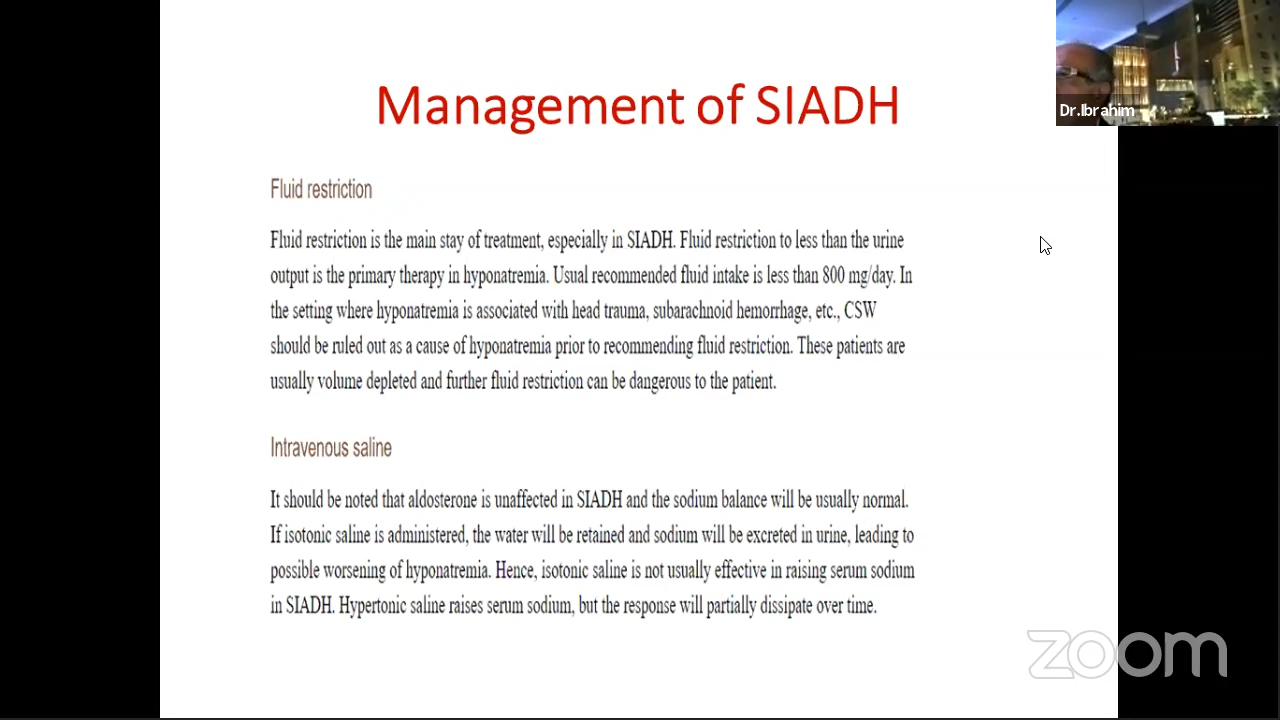 Management of SIADH
Dr.Ibrahim
Fluid restriction
Fluid restriction is the main stay of treatment, especially in SIADH. Fluid restriction to less than the urine
output is the primary therapy in hyponatremia. Usual recommended fluid intake is less than 800 mg/day. In
the setting where hyponatremia is associated with head trauma, subarachnoid hemorrhage, etc., CSW
should be ruled out as a cause of hyponatremia prior to recommending fluid restriction. These patients are
usually volume depleted and further fluid restriction can be dangerous to the patient.
Intravenous saline
It should be noted that aldosterone is unaffected in SIADH and the sodium balance will be usually normal.
If isotonic saline is administered, the water will be retained and sodium will be excreted in urine, leading to
possible worsening of hyponatremia. Hence, isotonic saline is not usually effective in raising serum sodium
in SIADH. Hypertonic saline raises serum sodium, but the response will partially dissipate over time.
zoom